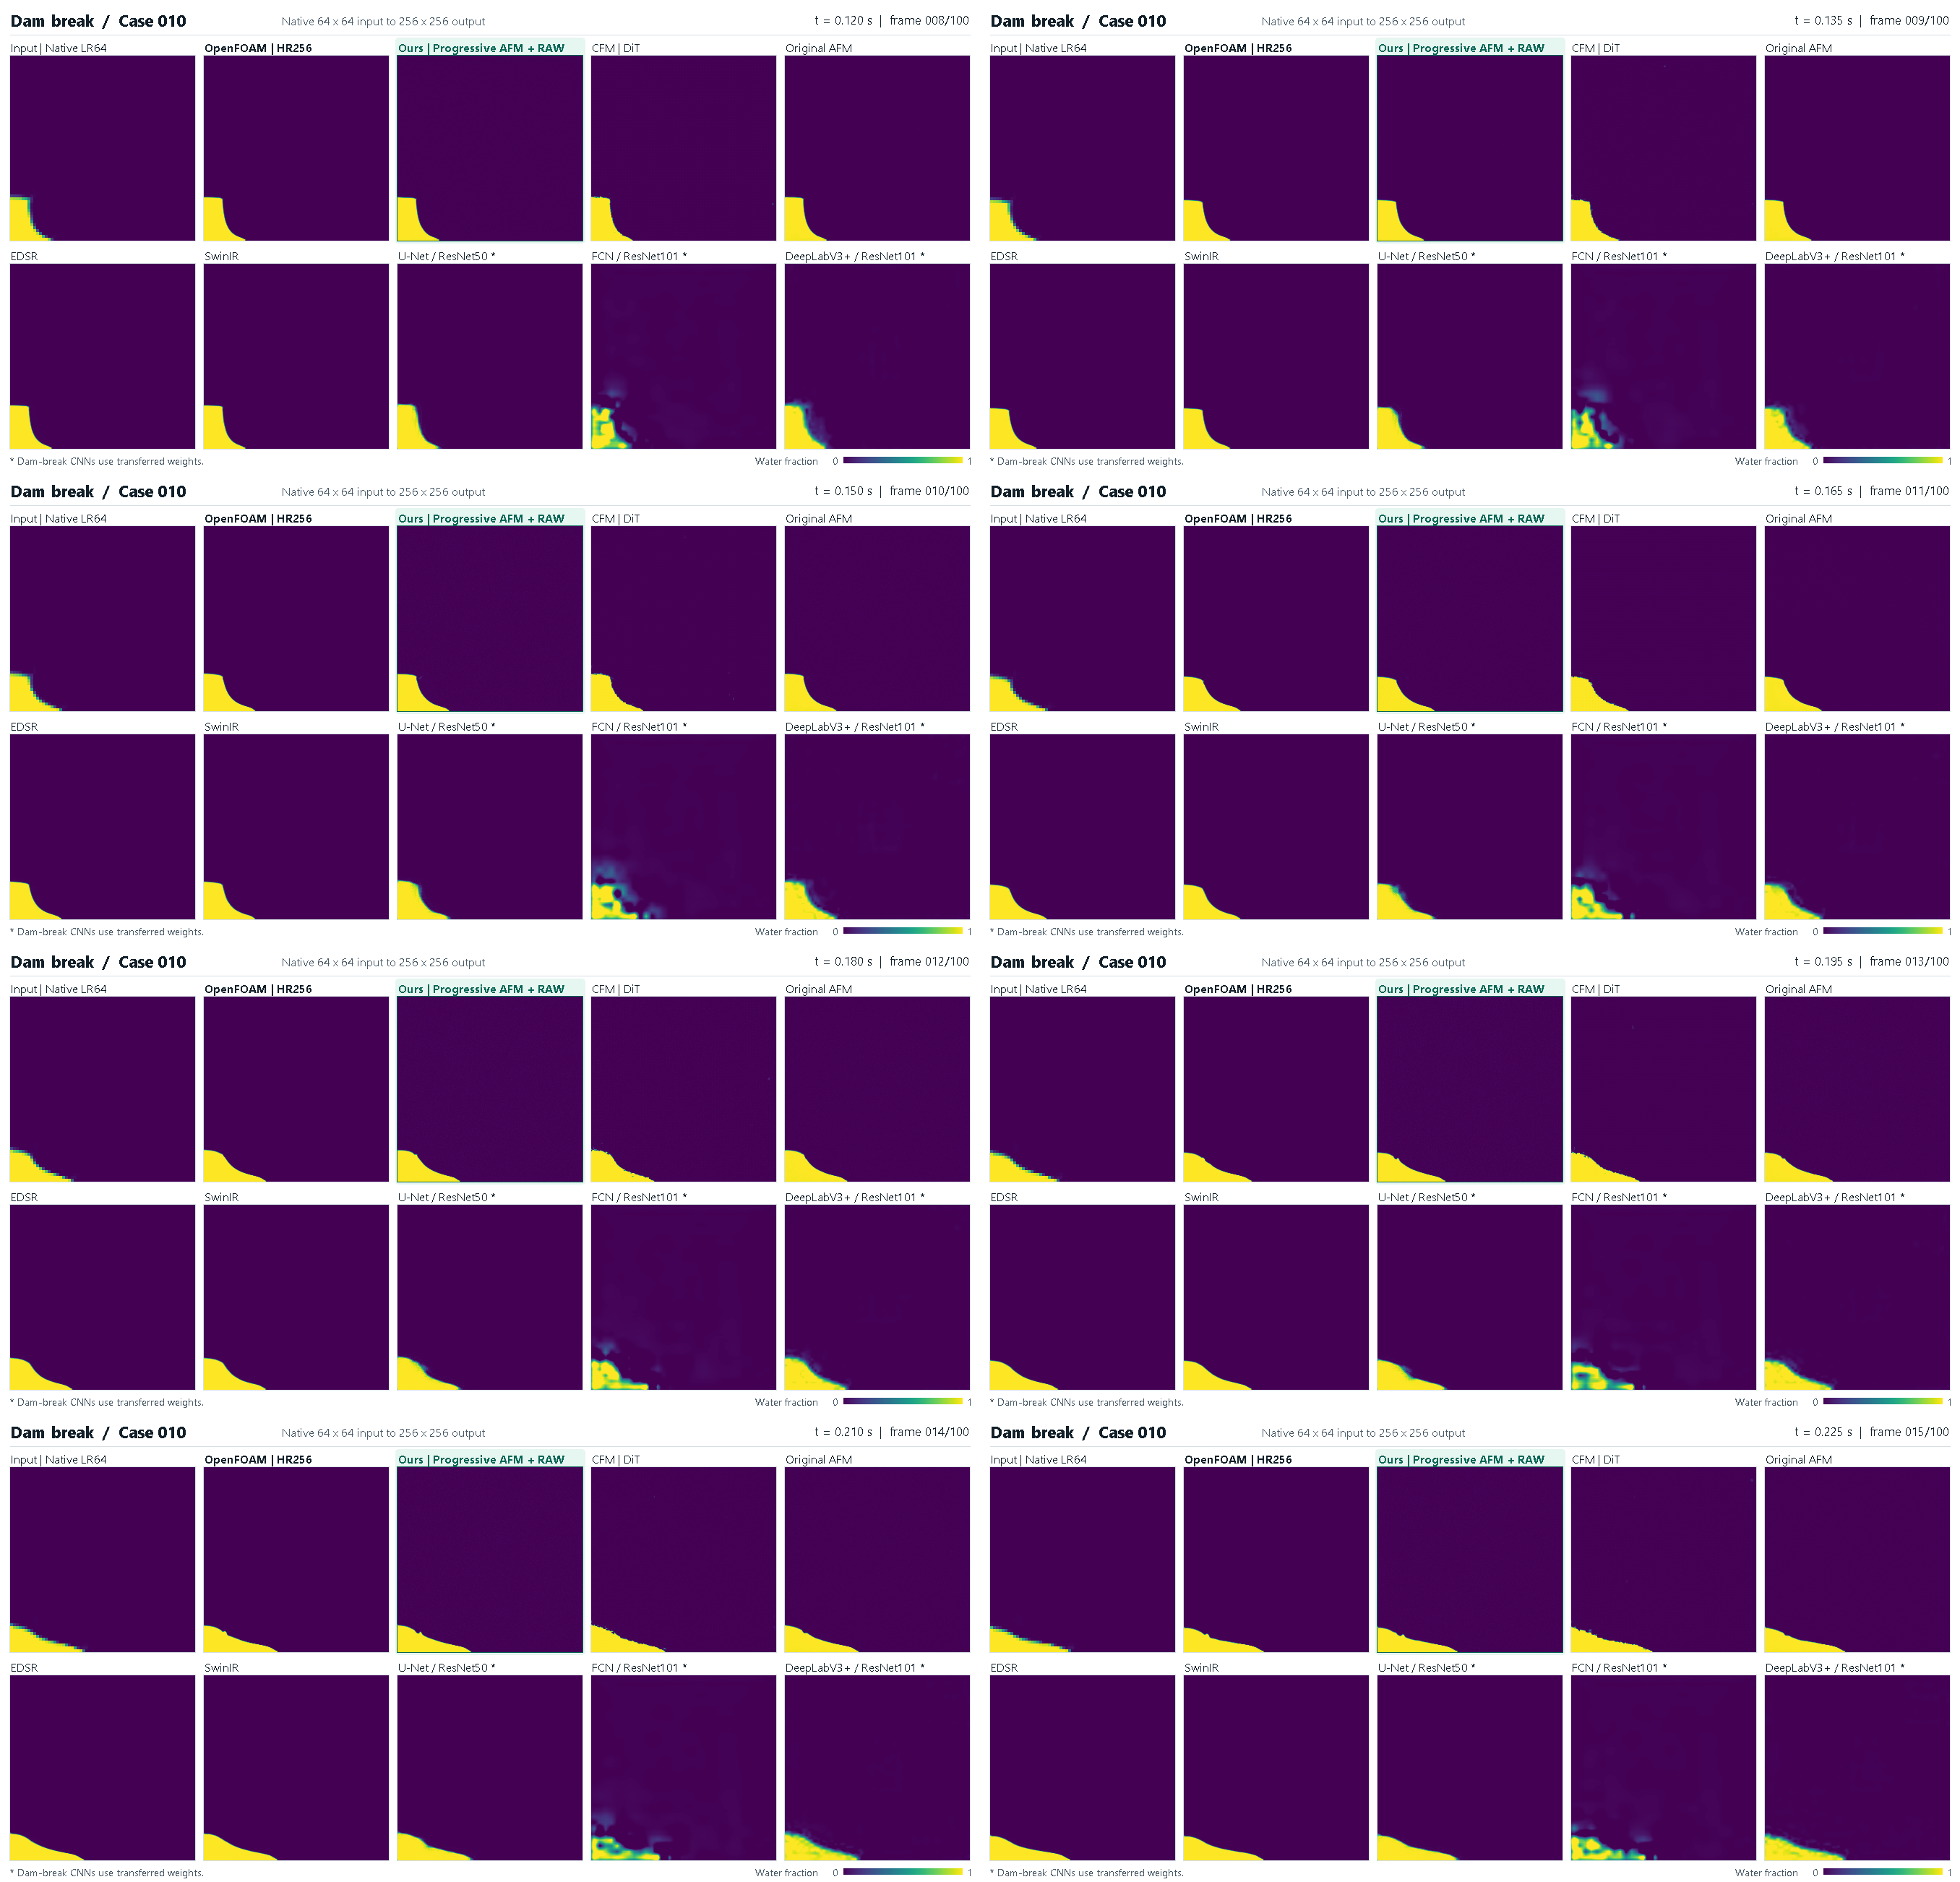 Dam break / Case 010 Native 64 x 64 input to 256 x 256 output t = 0.120 s | frame 008/100
Input | Native LR64 OpenFOAM | HR256 Ours | Progressive AFM + RAW CFM | DiT Original AFM
EDSR SwinIR U-Net / ResNet50 * FCN / ResNet101 * DeepLabV3+ / ResNet101 *
* Dam-break CNNs use transferred weights. Water fraction 0 1
Dam break / Case 010 Native 64 x 64 input to 256 x 256 output t = 0.135 s | frame 009/100
Input | Native LR64 OpenFOAM | HR256 Ours | Progressive AFM + RAW CFM | DiT Original AFM
EDSR SwinIR U-Net / ResNet50 * FCN / ResNet101 * DeepLabV3+ / ResNet101 *
* Dam-break CNNs use transferred weights. Water fraction 0 1
Dam break / Case 010 Native 64 x 64 input to 256 x 256 output t = 0.150 s | frame 010/100
Input | Native LR64 OpenFOAM | HR256 Ours | Progressive AFM + RAW CFM | DiT Original AFM
EDSR SwinIR U-Net / ResNet50 * FCN / ResNet101 * DeepLabV3+ / ResNet101 *
* Dam-break CNNs use transferred weights. Water fraction 0 1
Dam break / Case 010 Native 64 x 64 input to 256 x 256 output t = 0.165 s | frame 011/100
Input | Native LR64 OpenFOAM | HR256 Ours | Progressive AFM + RAW CFM | DiT Original AFM
EDSR SwinIR U-Net / ResNet50 * FCN / ResNet101 * DeepLabV3+ / ResNet101 *
* Dam-break CNNs use transferred weights. Water fraction 0 1
Dam break / Case 010 Native 64 x 64 input to 256 x 256 output t = 0.180 s | frame 012/100
Input | Native LR64 OpenFOAM | HR256 Ours | Progressive AFM + RAW CFM | DiT Original AFM
EDSR SwinIR U-Net / ResNet50 * FCN / ResNet101 * DeepLabV3+ / ResNet101 *
* Dam-break CNNs use transferred weights. Water fraction 0 1
Dam break / Case 010 Native 64 x 64 input to 256 x 256 output t = 0.195 s | frame 013/100
Input | Native LR64 OpenFOAM | HR256 Ours | Progressive AFM + RAW CFM | DiT Original AFM
EDSR SwinIR U-Net / ResNet50 * FCN / ResNet101 * DeepLabV3+ / ResNet101 *
* Dam-break CNNs use transferred weights. Water fraction 0 1
Dam break / Case 010 Native 64 x 64 input to 256 x 256 output t = 0.210 s | frame 014/100
Input | Native LR64 OpenFOAM | HR256 Ours | Progressive AFM + RAW CFM | DiT Original AFM
EDSR SwinIR U-Net / ResNet50 * FCN / ResNet101 * DeepLabV3+ / ResNet101 *
* Dam-break CNNs use transferred weights. Water fraction 0 1
Dam break / Case 010 Native 64 x 64 input to 256 x 256 output t = 0.225 s | frame 015/100
Input | Native LR64 OpenFOAM | HR256 Ours | Progressive AFM + RAW CFM | DiT Original AFM
EDSR SwinIR U-Net / ResNet50 * FCN / ResNet101 * DeepLabV3+ / ResNet101 *
* Dam-break CNNs use transferred weights. Water fraction 0 1